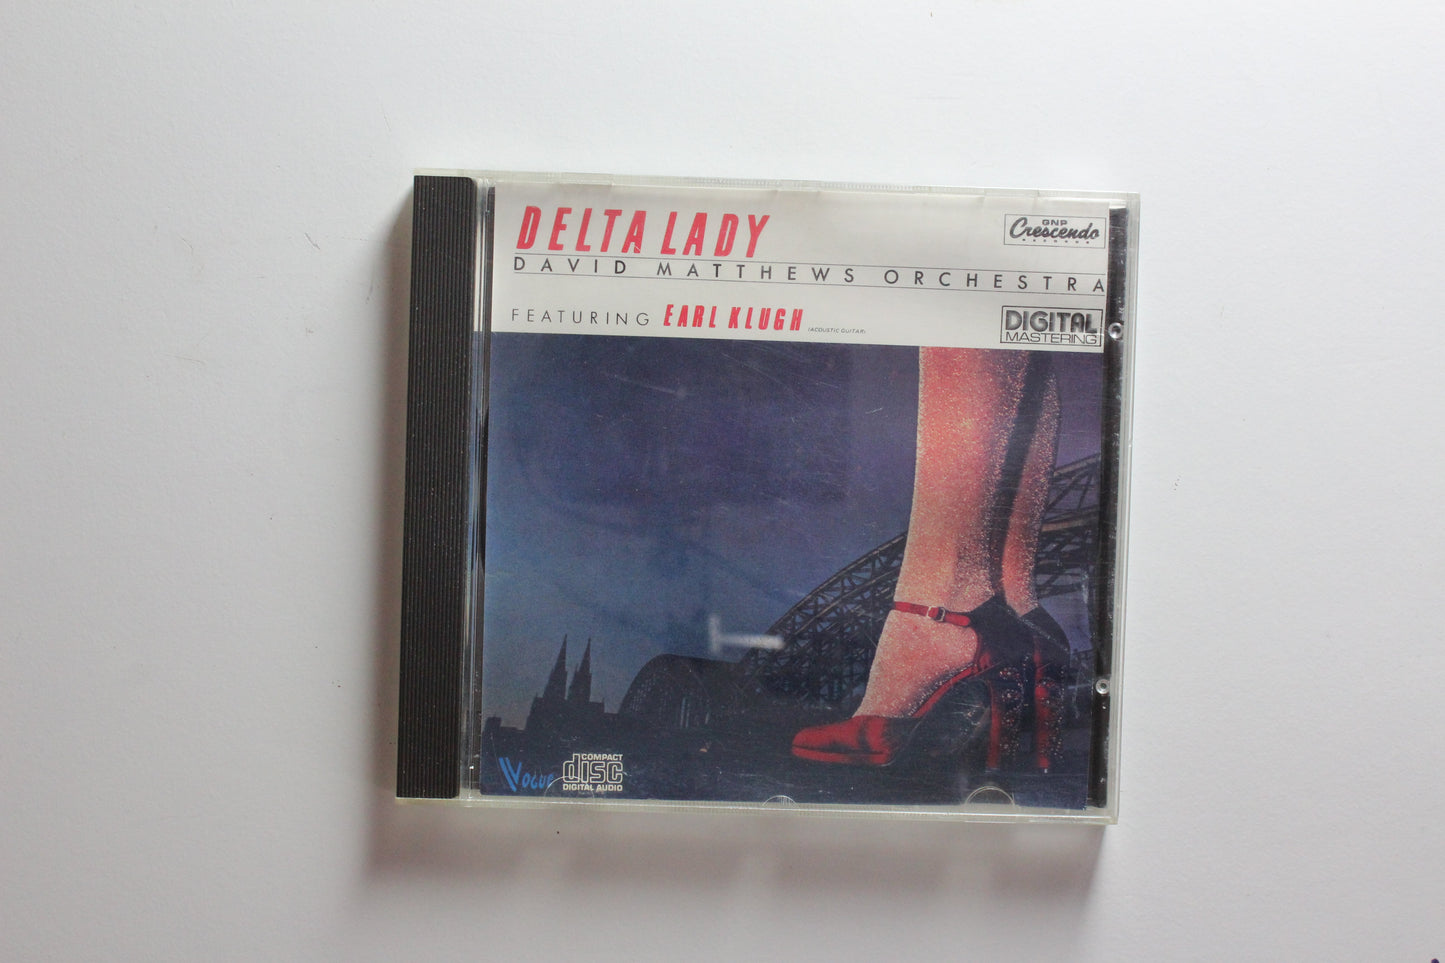 DELTA LADY
GNP
Crescendo
RECORDS
DAVID MATTHEWS ORCHESTRA
FEATURING EARL KLUGH (ACOUSTIC GUITAR)
DIGITAL
MASTERING
VOGUE
COMPACT
disc
DIGITAL AUDIO